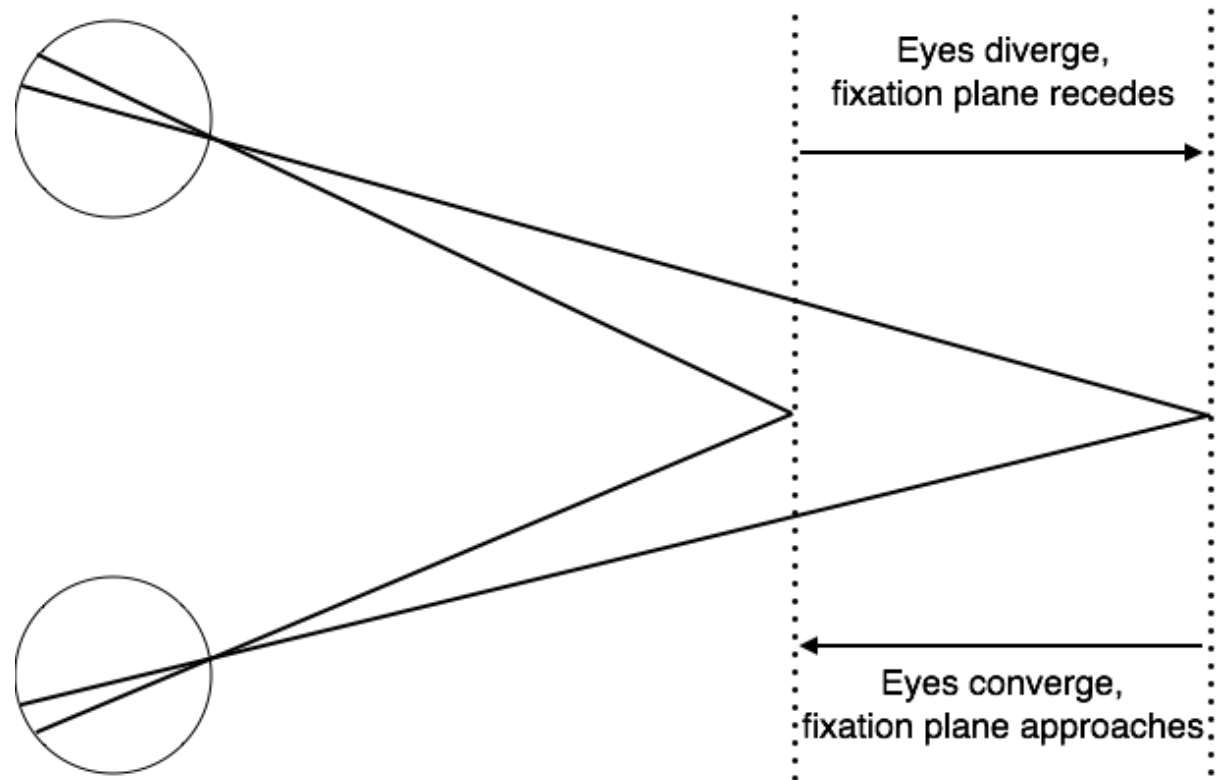 Eyes diverge,
fixation plane recedes
Eyes converge,
fixation plane approaches